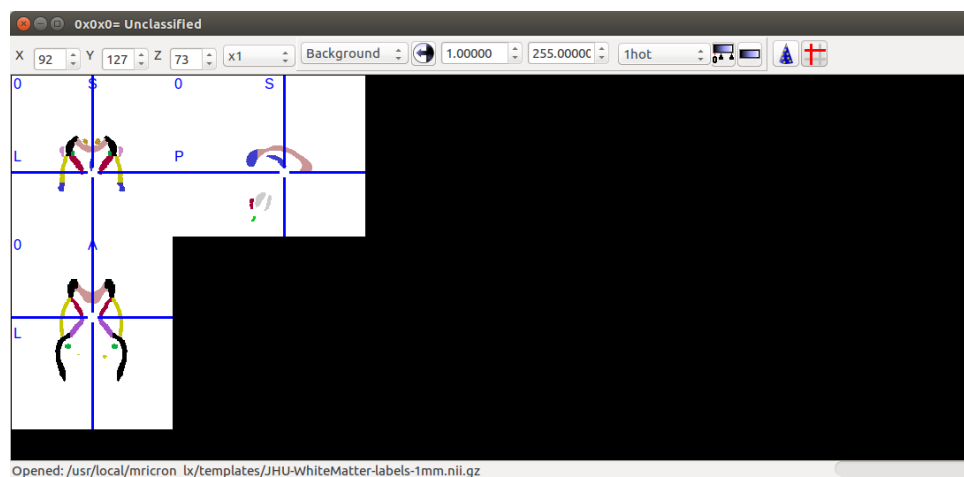 0x0x0= Unclassified
X 92 Y 127 Z 73 x1 Background 1.00000 255.0000C 1hot
0 S 0 S
L P
0 A
L
Opened: /usr/local/mricron_lx/templates/JHU-WhiteMatter-labels-1mm.nii.gz